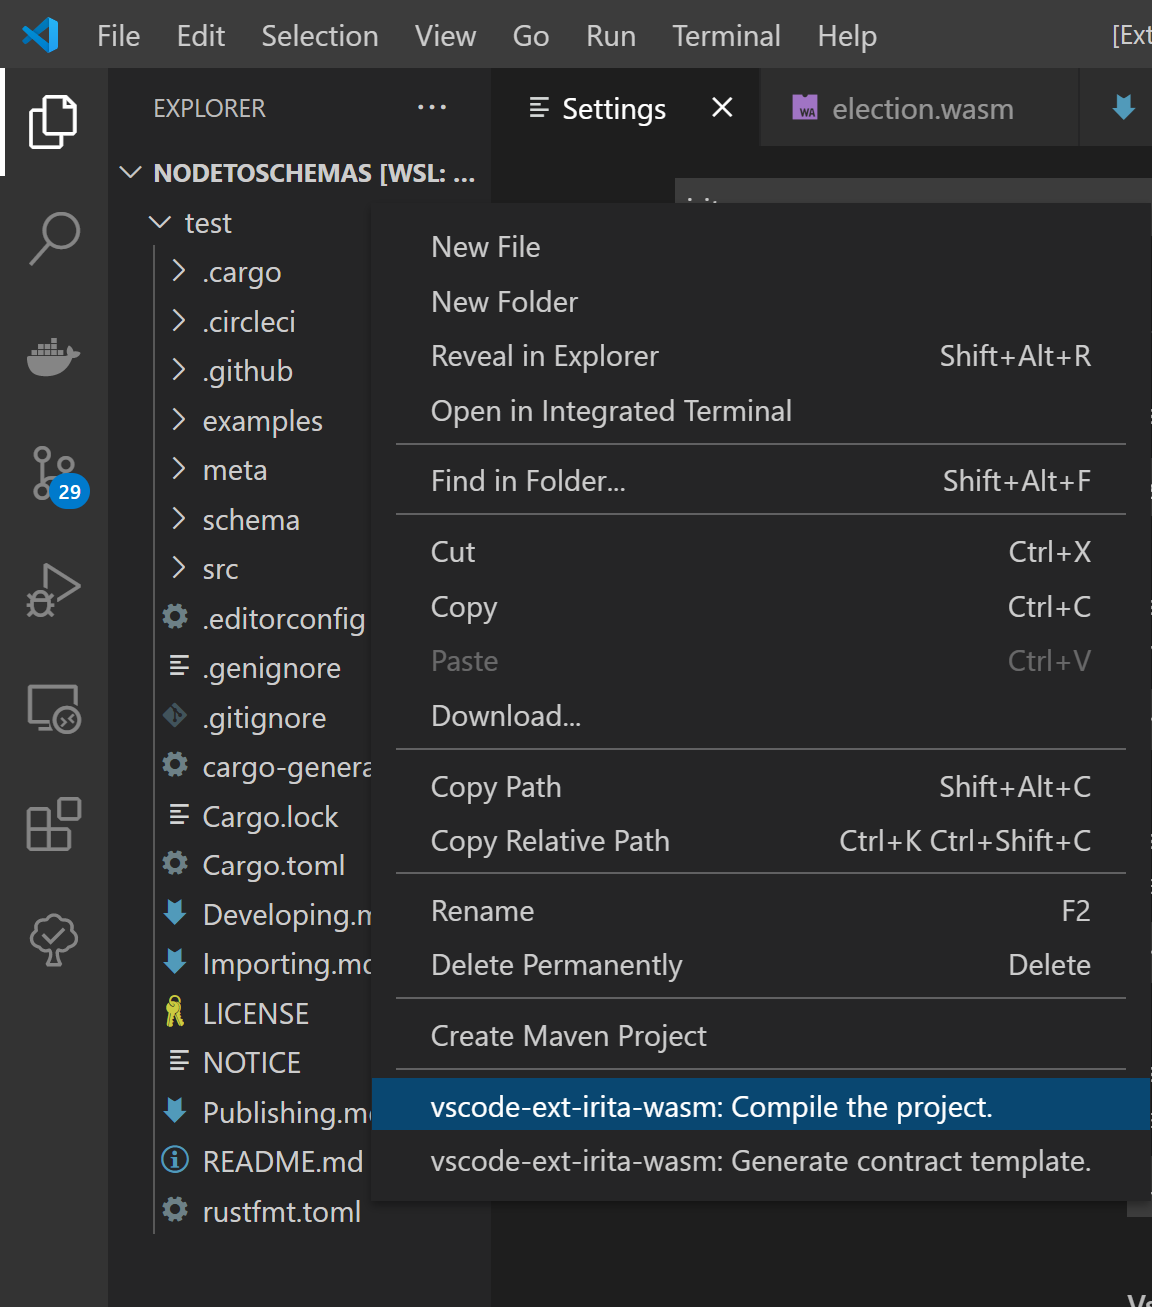 File Edit Selection View Go Run Terminal Help [Ext
EXPLORER ...
Settings
election.wasm
NODETOSCHEMAS [WSL: ...
test
.cargo
.circleci
.github
examples
meta
schema
src
.editorconfig
.genignore
.gitignore
cargo-genera
Cargo.lock
Cargo.toml
Developing.m
Importing.md
LICENSE
NOTICE
Publishing.md
README.md
rustfmt.toml
29
New File
New Folder
Reveal in Explorer Shift+Alt+R
Open in Integrated Terminal
Find in Folder... Shift+Alt+F
Cut Ctrl+X
Copy Ctrl+C
Paste Ctrl+V
Download...
Copy Path Shift+Alt+C
Copy Relative Path Ctrl+K Ctrl+Shift+C
Rename F2
Delete Permanently Delete
Create Maven Project
vscode-ext-irita-wasm: Compile the project.
vscode-ext-irita-wasm: Generate contract template.